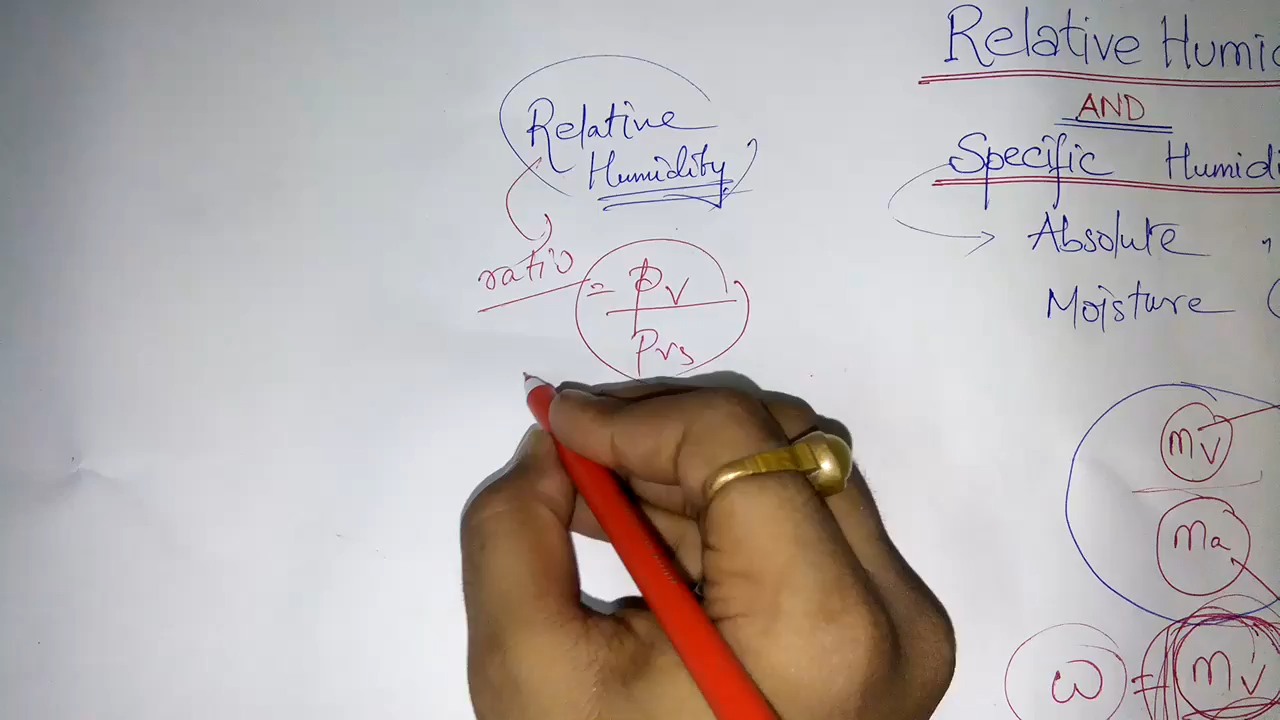 Relative
Humidity
ratio = Pv
Pvs
Relative Humi
AND
Specific Humidi
Absolute
Moisture (
mv
ma
ω = mv